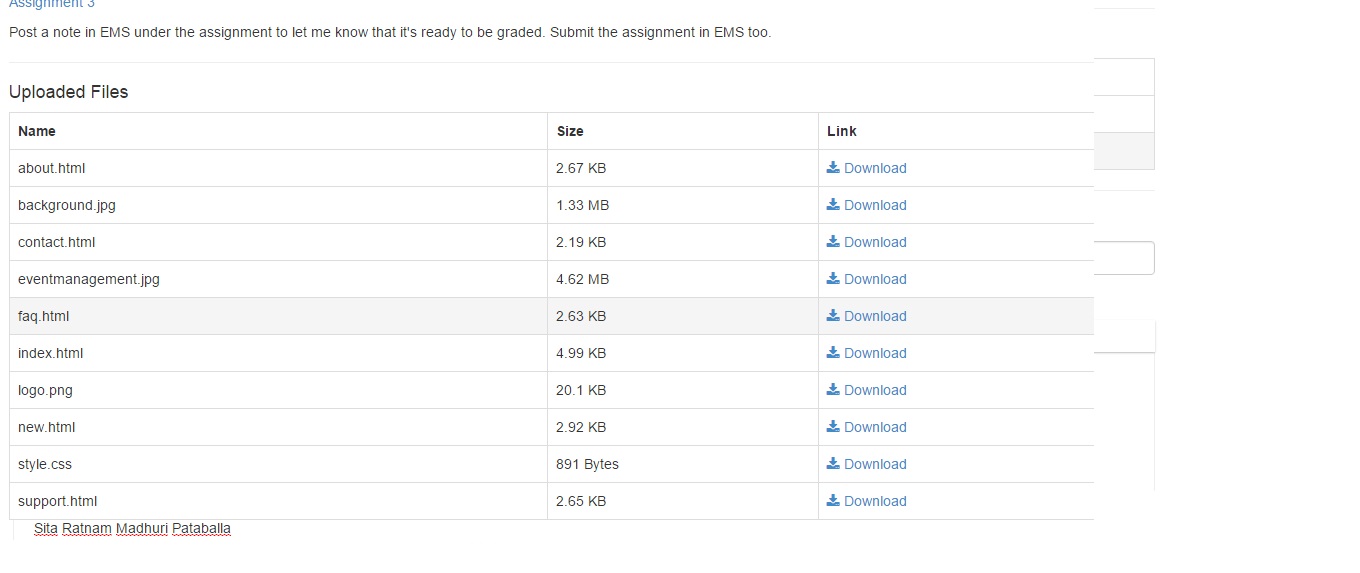 Assignment 3
Post a note in EMS under the assignment to let me know that it's ready to be graded. Submit the assignment in EMS too.
Uploaded Files
Name Size Link
about.html 2.67 KB Download
background.jpg 1.33 MB Download
contact.html 2.19 KB Download
eventmanagement.jpg 4.62 MB Download
faq.html 2.63 KB Download
index.html 4.99 KB Download
logo.png 20.1 KB Download
new.html 2.92 KB Download
style.css 891 Bytes Download
support.html 2.65 KB Download
Sita Ratnam Madhuri Pataballa